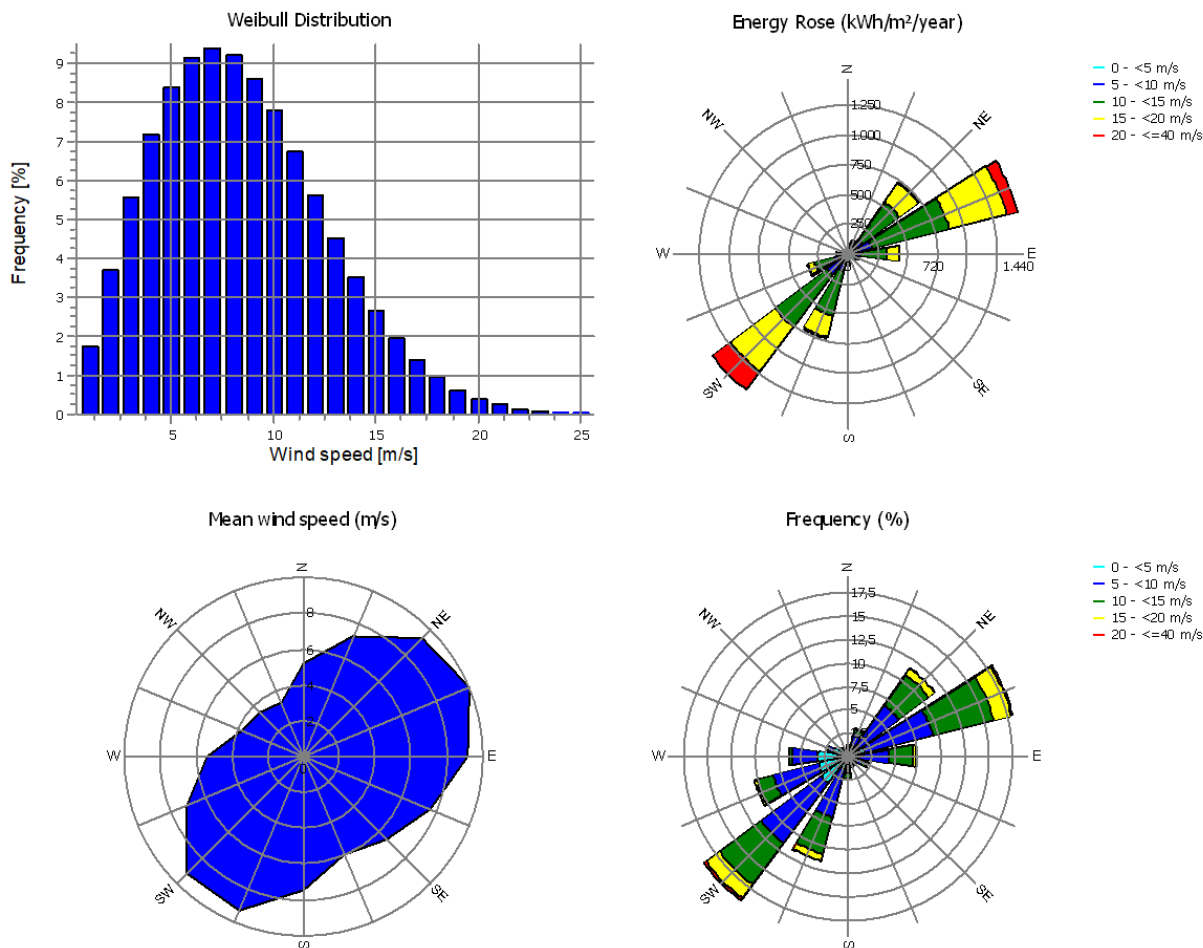 Weibull Distribution
Frequency [%]
9
8
7
6
5
4
3
2
1
0
5
10
15
20
25
Wind speed [m/s]
Energy Rose (kWh/m²/year)
N
NE
E
SE
S
SW
W
NW
1.250
1.000
750
500
250
0
720
1.440
0 - <5 m/s
5 - <10 m/s
10 - <15 m/s
15 - <20 m/s
20 - <=40 m/s
Mean wind speed (m/s)
N
NE
E
SE
S
SW
W
NW
8
6
4
2
0
Frequency (%)
N
NE
E
SE
S
SW
W
NW
17,5
15
12,5
10
7,5
5
0 - <5 m/s
5 - <10 m/s
10 - <15 m/s
15 - <20 m/s
20 - <=40 m/s